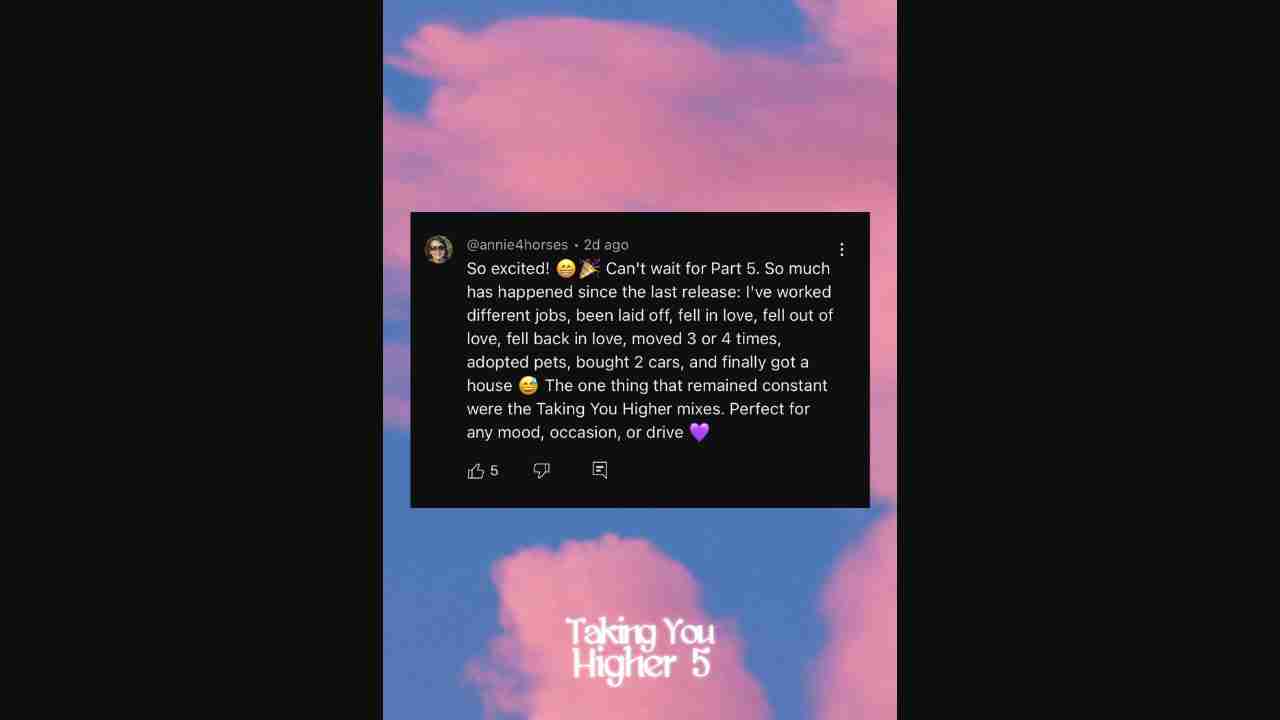 @annie4horses • 2d ago
So excited! 😁🎉 Can't wait for Part 5. So much
has happened since the last release: I've worked
different jobs, been laid off, fell in love, fell out of
love, fell back in love, moved 3 or 4 times,
adopted pets, bought 2 cars, and finally got a
house 😅 The one thing that remained constant
were the Taking You Higher mixes. Perfect for
any mood, occasion, or drive 💜
5
Taking You
Higher 5